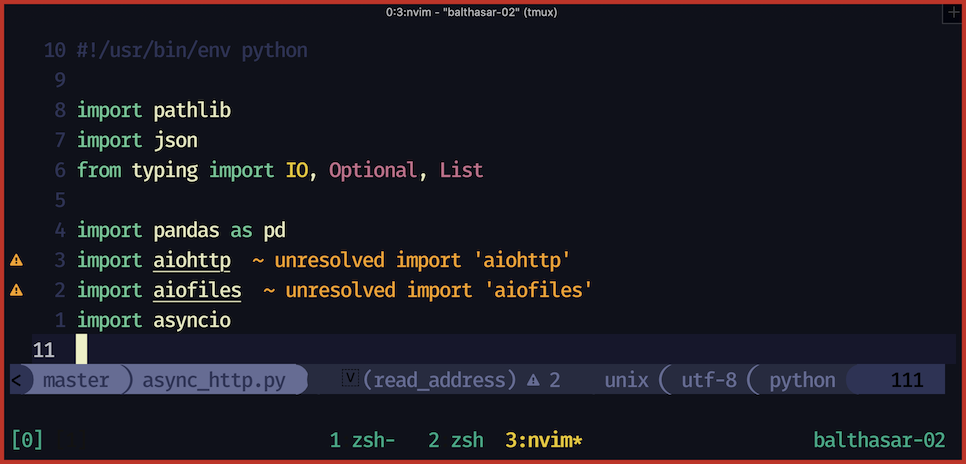 0:3:nvim - "balthasar-02" (tmux)
10 #!/usr/bin/env python
9
8 import pathlib
7 import json
6 from typing import IO, Optional, List
5
4 import pandas as pd
3 import aiohttp ~ unresolved import 'aiohttp'
2 import aiofiles ~ unresolved import 'aiofiles'
1 import asyncio
11
< master async_http.py V (read_address) 2 unix utf-8 python 111
[0] 1 zsh- 2 zsh 3:nvim* balthasar-02